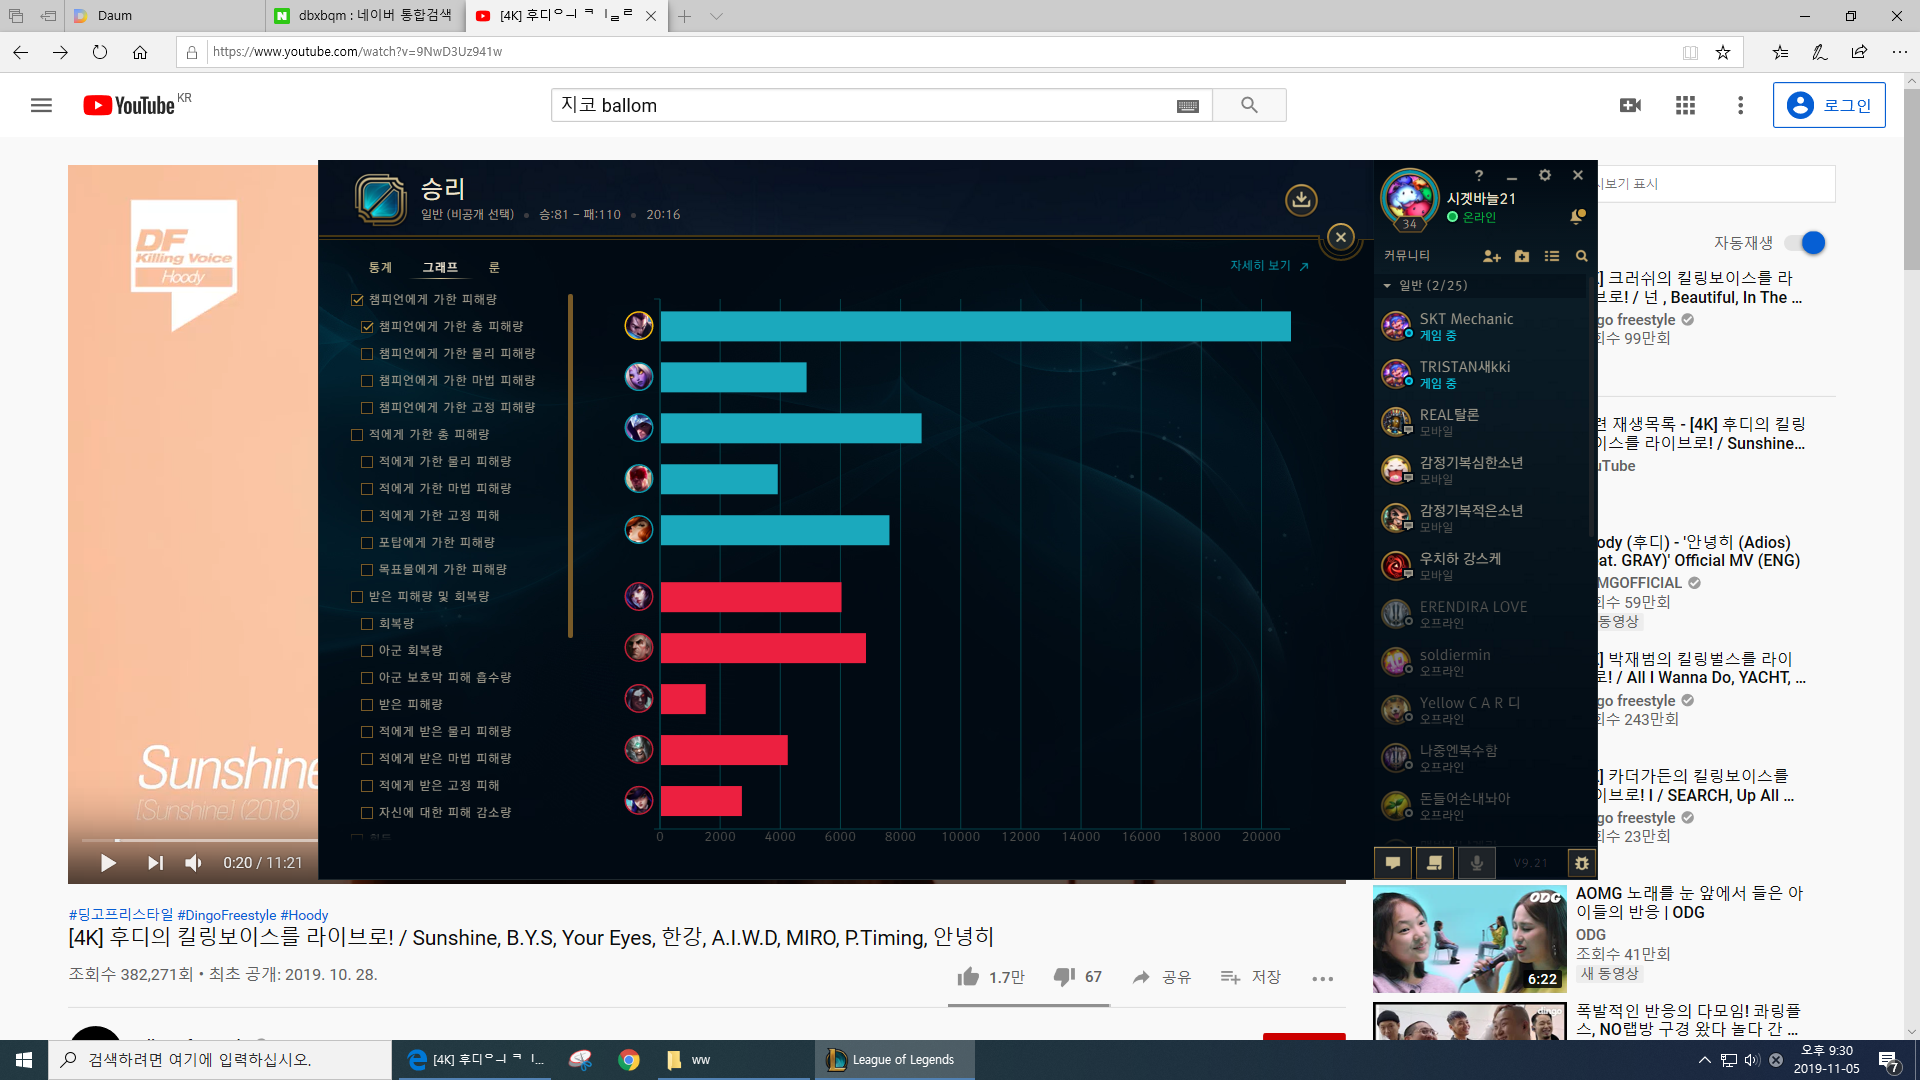 Daum
dbxbqm : 네이버 통합검색
[4K] 후디의 ᄏ ᅵᆯᄅ
https://www.youtube.com/watch?v=9NwD3Uz941w
YouTube KR
지코 ballom
로그인
DF
Killing Voice
Hoody
Sunshine
[Sunshine] (2018)
0:20 / 11:21
승리
일반 (비공개 선택) • 승:81 - 패:110 • 20:16
통계
그래프
룬
자세히 보기
챔피언에게 가한 피해량
챔피언에게 가한 총 피해량
챔피언에게 가한 물리 피해량
챔피언에게 가한 마법 피해량
챔피언에게 가한 고정 피해량
적에게 가한 총 피해량
적에게 가한 물리 피해량
적에게 가한 마법 피해량
적에게 가한 고정 피해
포탑에게 가한 피해량
목표물에게 가한 피해량
받은 피해량 및 회복량
회복량
아군 회복량
아군 보호막 피해 흡수량
받은 피해량
적에게 받은 물리 피해량
적에게 받은 마법 피해량
적에게 받은 고정 피해
자신에 대한 피해 감소량
0 2000 4000 6000 8000 10000 12000 14000 16000 18000 20000
34
시곗바늘21
온라인
커뮤니티
일반 (2/25)
SKT Mechanic
게임 중
TRISTAN새kki
게임 중
REAL탈론
모바일
감정기복심한소년
모바일
감정기복적은소년
모바일
우치하 강스케
모바일
ERENDIRA LOVE
오프라인
soldiermin
오프라인
Yellow C A R 디
오프라인
나중엔복수함
오프라인
돈들어손내놔아
오프라인
V9.21
시보기 표시
자동재생
] 크러쉬의 킬링보이스를 라
브로! / 넌 , Beautiful, In The ...
go freestyle
회수 99만회
련 재생목록 - [4K] 후디의 킬링
이스를 라이브로! / Sunshine...
uTube
ody (후디) - '안녕히 (Adios)
at. GRAY)' Official MV (ENG)
MGOFFICIAL
회수 59만회
동영상
] 박재범의 킬링벌스를 라이
로! / All I Wanna Do, YACHT, ...
go freestyle
회수 243만회
] 카더가든의 킬링보이스를
이브로! I / SEARCH, Up All ...
go freestyle
회수 23만회
ODG
6:22
AOMG 노래를 눈 앞에서 들은 아
이들의 반응 | ODG
ODG
조회수 41만회
새 동영상
dingo
폭발적인 반응의 다모임! 콰링플
스, NO랩방 구경 왔다 놀다 간 ...
#딩고프리스타일 #DingoFreestyle #Hoody
[4K] 후디의 킬링보이스를 라이브로! / Sunshine, B.Y.S, Your Eyes, 한강, A.I.W.D, MIRO, P.Timing, 안녕히
조회수 382,271회 • 최초 공개: 2019. 10. 28.
1.7만
67
공유
저장
검색하려면 여기에 입력하십시오.
[4K] 후디의 ᄏ ᅵ...
ww
League of Legends
오후 9:30
2019-11-05
7